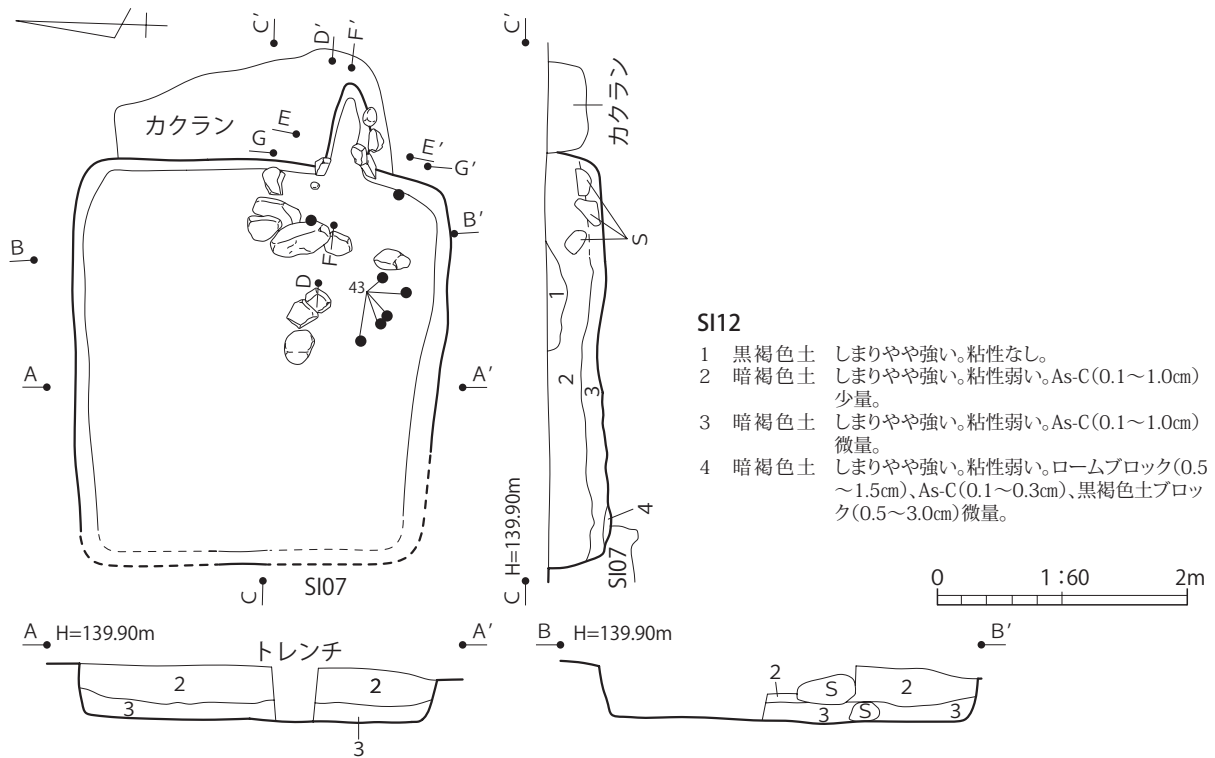 C′
D′
F′
C′
カクラン
E
G
E′
G′
カクラン
B′
B
F
S
D
43
1
SI12
1 黒褐色土 しまりやや強い。粘性なし。
2 暗褐色土 しまりやや強い。粘性弱い。As-C(0.1～1.0㎝)
少量。
3 暗褐色土 しまりやや強い。粘性弱い。As-C(0.1～1.0㎝)
微量。
4 暗褐色土 しまりやや強い。粘性弱い。ロームブロック(0.5
～1.5㎝)、As-C(0.1～0.3㎝)、黒褐色土ブロッ
ク(0.5～3.0㎝)微量。
A
A′
2
3
4
SI07
C
SI07
C H=139.90m
0 1:60 2m
A H=139.90m
トレンチ
A′
B H=139.90m
B′
2
2
3
3
2
S
2
3
S
3